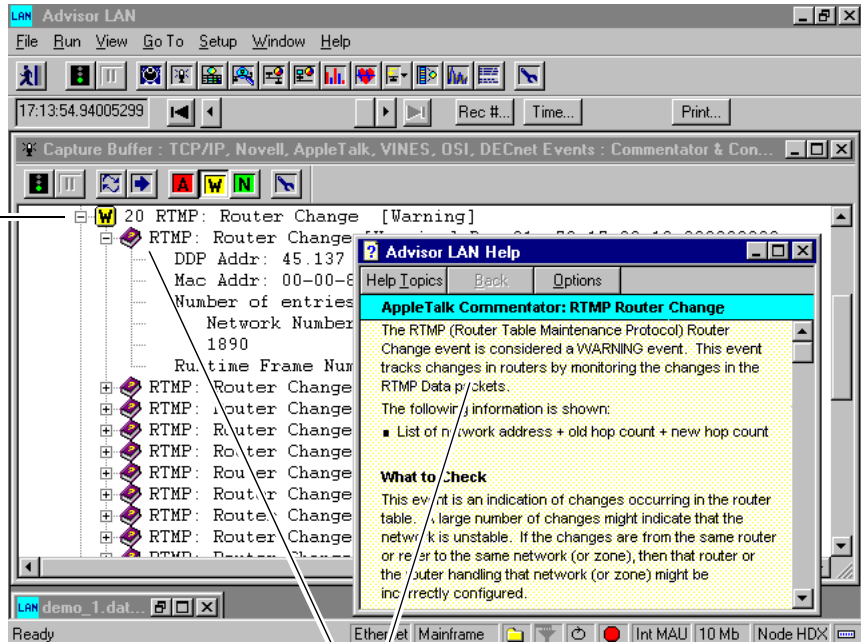 LAN Advisor LAN
File Run View Go To Setup Window Help
17:13:54.94005299 Rec #... Time... Print...
Capture Buffer : TCP/IP, Novell, AppleTalk, VINES, OSI, DECnet Events : Commentator & Con...
A W N
W 20 RTMP: Router Change [Warning]
RTMP: Router Change
DDP Addr: 45.137
Mac Addr: 00-00-8
Number of entries
Network Number
1890
Runtime Frame Num
RTMP: Router Change
RTMP: Router Change
RTMP: Router Change
RTMP: Router Change
RTMP: Router Change
RTMP: Router Change
RTMP: Router Change
RTMP: Router Change
Advisor LAN Help
Help Topics Back Options
AppleTalk Commentator: RTMP Router Change
The RTMP (Router Table Maintenance Protocol) Router
Change event is considered a WARNING event. This event
tracks changes in routers by monitoring the changes in the
RTMP Data packets.
The following information is shown:
List of network address + old hop count + new hop count
What to Check
This event is an indication of changes occurring in the router
table. A large number of changes might indicate that the
network is unstable. If the changes are from the same router
or refer to the same network (or zone), then that router or
the router handling that network (or zone) might be
incorrectly configured.
LAN demo_1.dat...
Ready Ethernet Mainframe Int MAU 10 Mb Node HDX